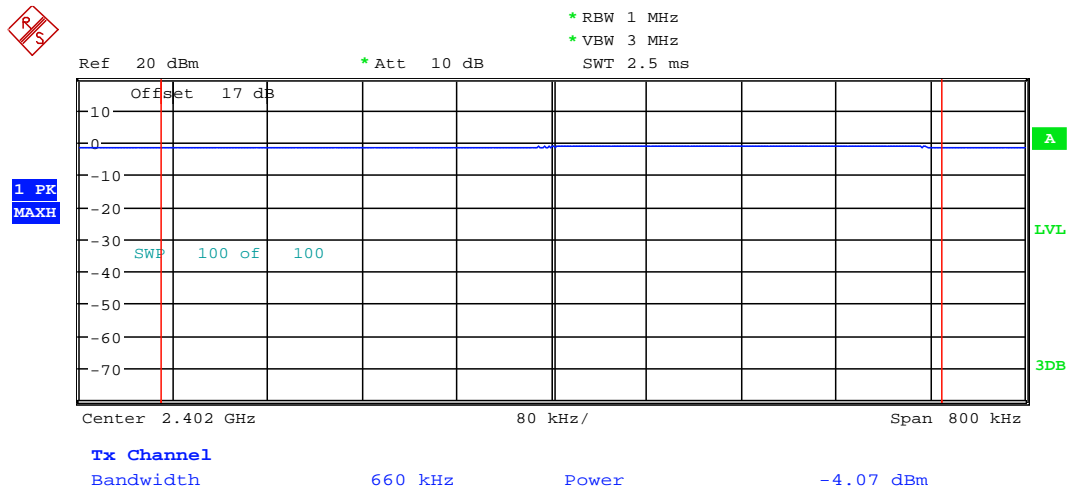 R S
* RBW 1 MHz
* VBW 3 MHz
Ref 20 dBm * Att 10 dB SWT 2.5 ms
Offset 17 dB
10
0
A
-10
1 PK
MAXH
-20
LVL
-30
SWP 100 of 100
-40
-50
-60
-70
3DB
Center 2.402 GHz 80 kHz/ Span 800 kHz
Tx Channel
Bandwidth 660 kHz Power -4.07 dBm